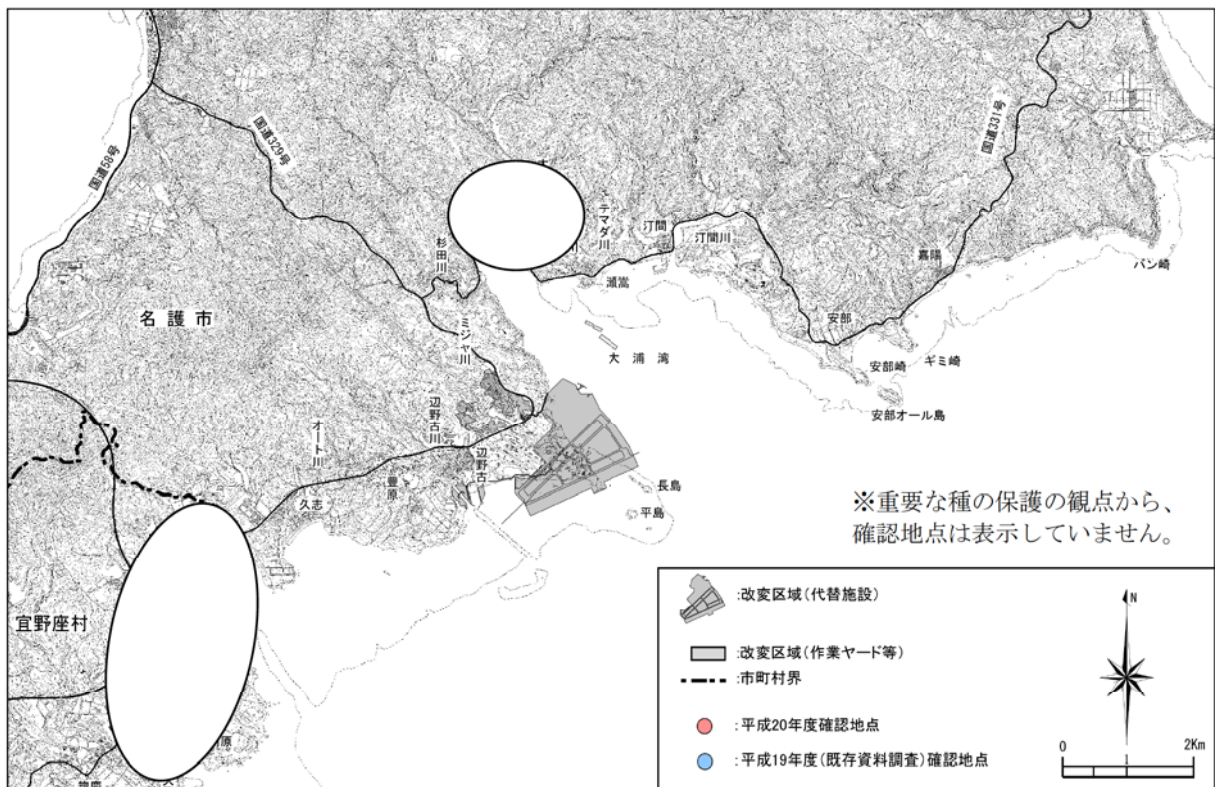 国道58号
国道329号
国道331号
杉田川
テマダ川
汀間
汀間川
瀬嵩
嘉陽
バン崎
名護市
ミジャ川
大浦湾
安部
安部崎
ギミ崎
安部オール島
辺野古川
オート川
辺野古
豊原
久志
長島
平島
※重要な種の保護の観点から、
確認地点は表示していません。
宜野座村
原
:改変区域(代替施設)
:改変区域(作業ヤード等)
:市町村界
:平成20年度確認地点
:平成19年度(既存資料調査)確認地点
N
0 1 2Km